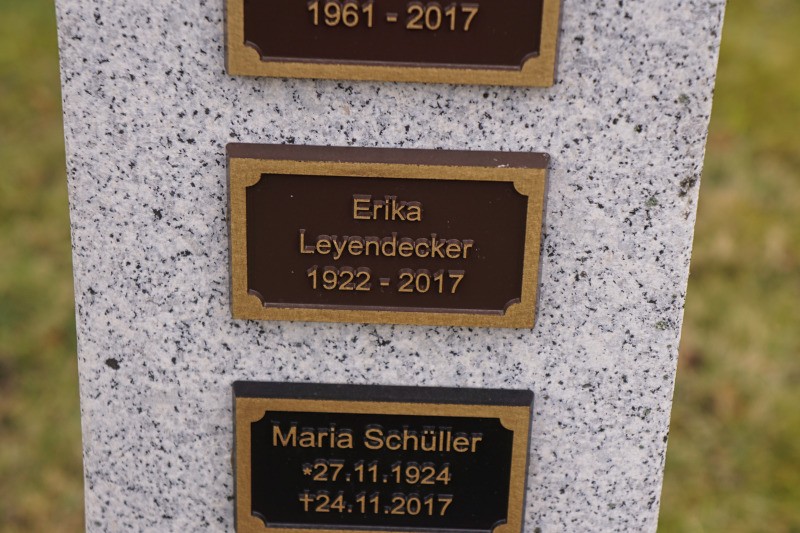 1961 - 2017
Erika
Leyendecker
1922 - 2017
Maria Schüller
*27.11.1924
†24.11.2017